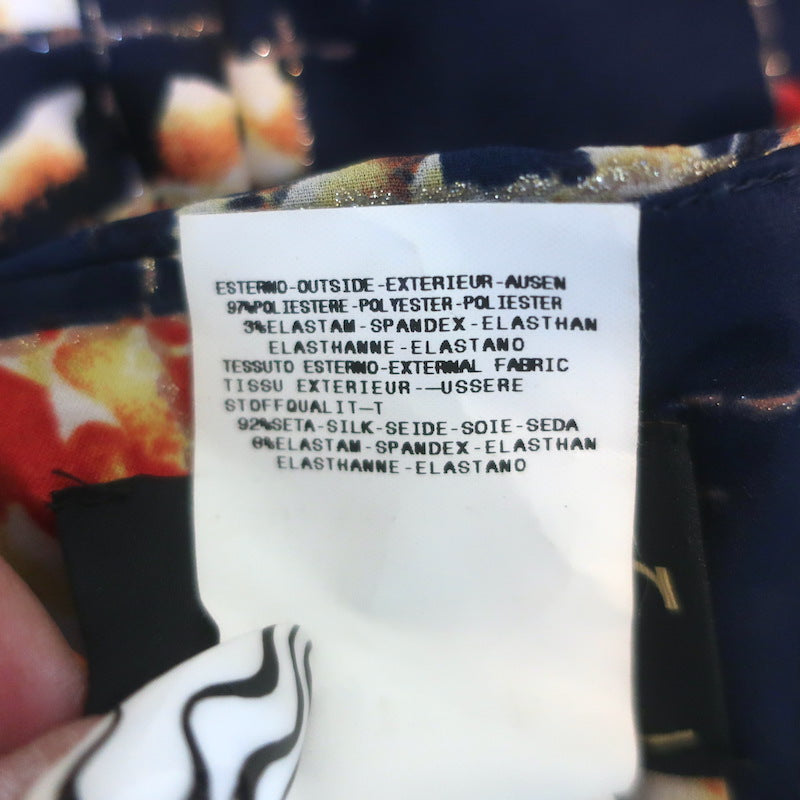 ESTERNO-OUTSIDE-EXTERIEUR-AUSEN
97%POLIESTERE-POLYESTER-POLIESTER
3%ELASTAM-SPANDEX-ELASTHAN
ELASTHANNE-ELASTANO
TESSUTO ESTERNO-EXTERNAL FABRIC
TISSU EXTERIEUR-—USSERE
STOFFQUALIT—T
92%SETA-SILK-SEIDE-SOIE-SEDA
8%ELASTAM-SPANDEX-ELASTHAN
ELASTHANNE-ELASTANO